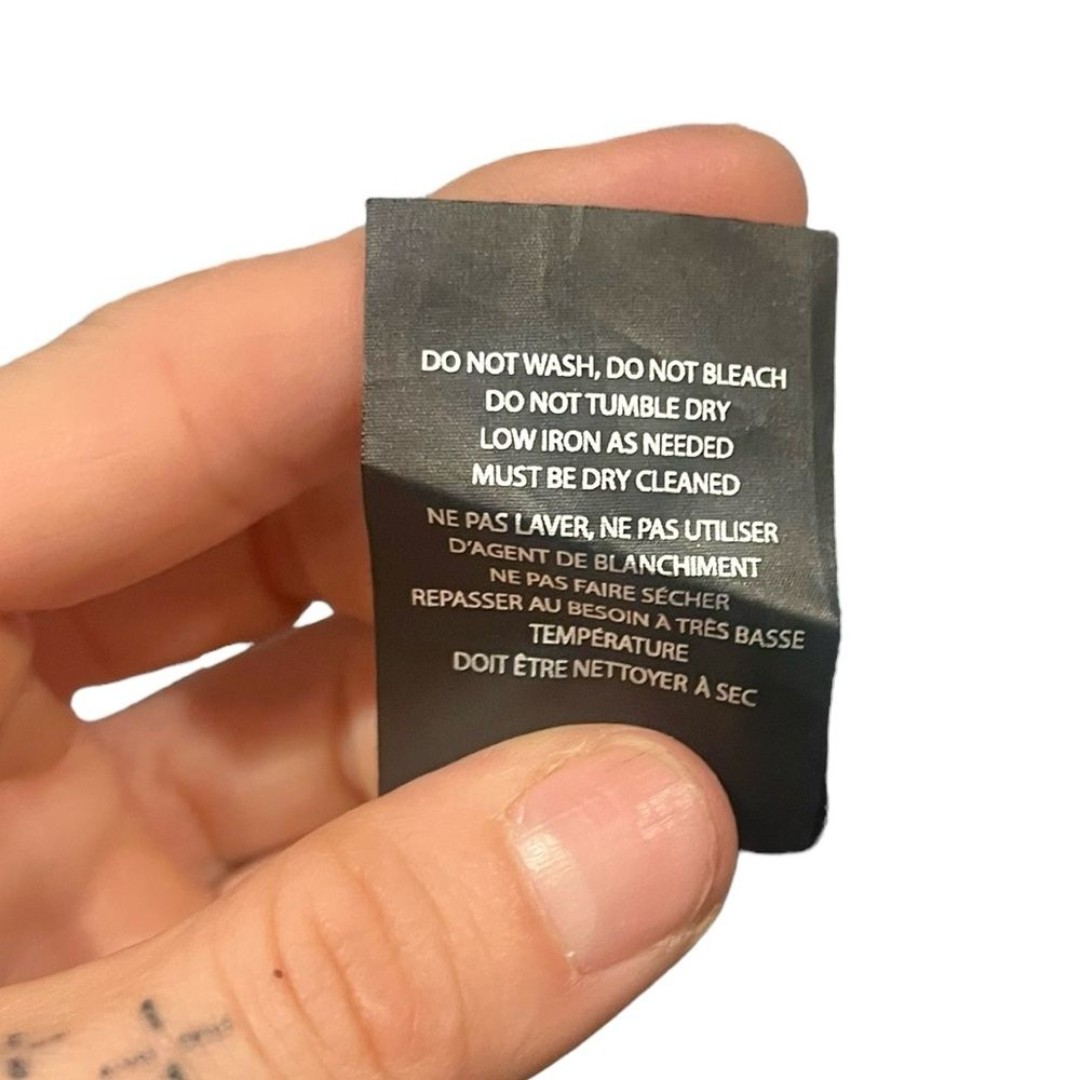 DO NOT WASH, DO NOT BLEACH
DO NOT TUMBLE DRY
LOW IRON AS NEEDED
MUST BE DRY CLEANED
NE PAS LAVER, NE PAS UTILISER
D'AGENT DE BLANCHIMENT
NE PAS FAIRE SÉCHER
REPASSER AU BESOIN A TRÈS BASSE
TEMPÉRATURE
DOIT ÊTRE NETTOYER À SEC